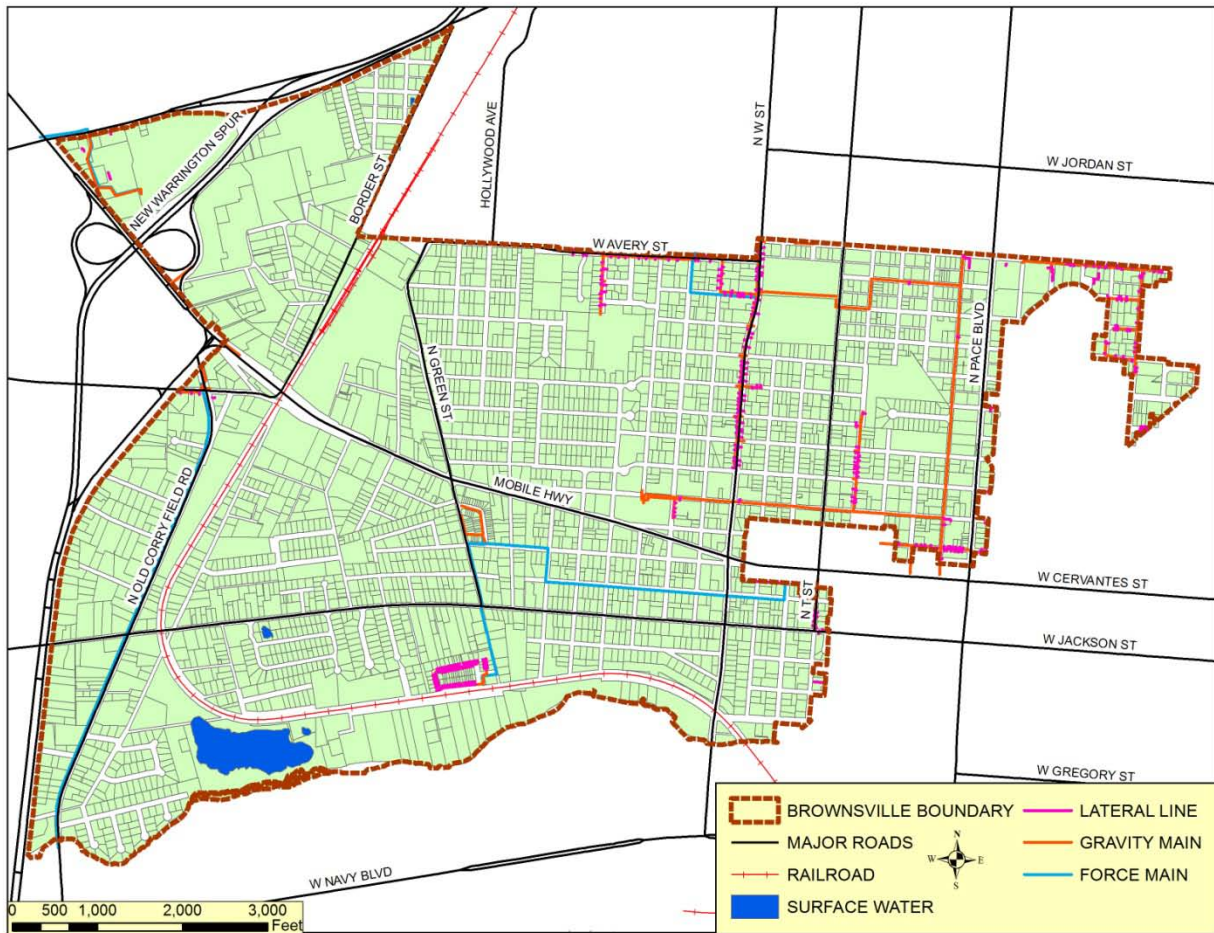 NEW WARRINGTON SPUR
BORDER ST
HOLLYWOOD AVE
N W ST
W JORDAN ST
W AVERY ST
N GREEN ST
N PACE BLVD
MOBILE HWY
N OLD CORRY FIELD RD
W CERVANTES ST
N T ST
W JACKSON ST
W GREGORY ST
W NAVY BLVD
BROWNSVILLE BOUNDARY
MAJOR ROADS
RAILROAD
SURFACE WATER
LATERAL LINE
GRAVITY MAIN
FORCE MAIN
N
W E
S
0 500 1,000 2,000 3,000
Feet